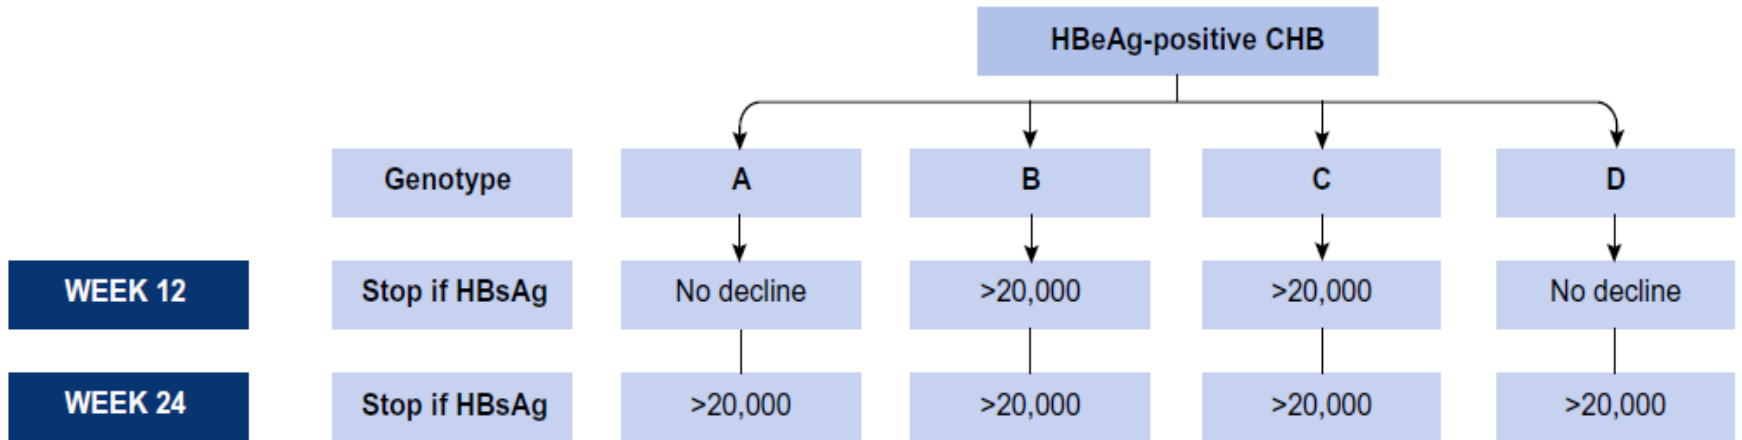 HBeAg-positive CHB
Genotype A B C D
WEEK 12 Stop if HBsAg No decline >20,000 >20,000 No decline
WEEK 24 Stop if HBsAg >20,000 >20,000 >20,000 >20,000